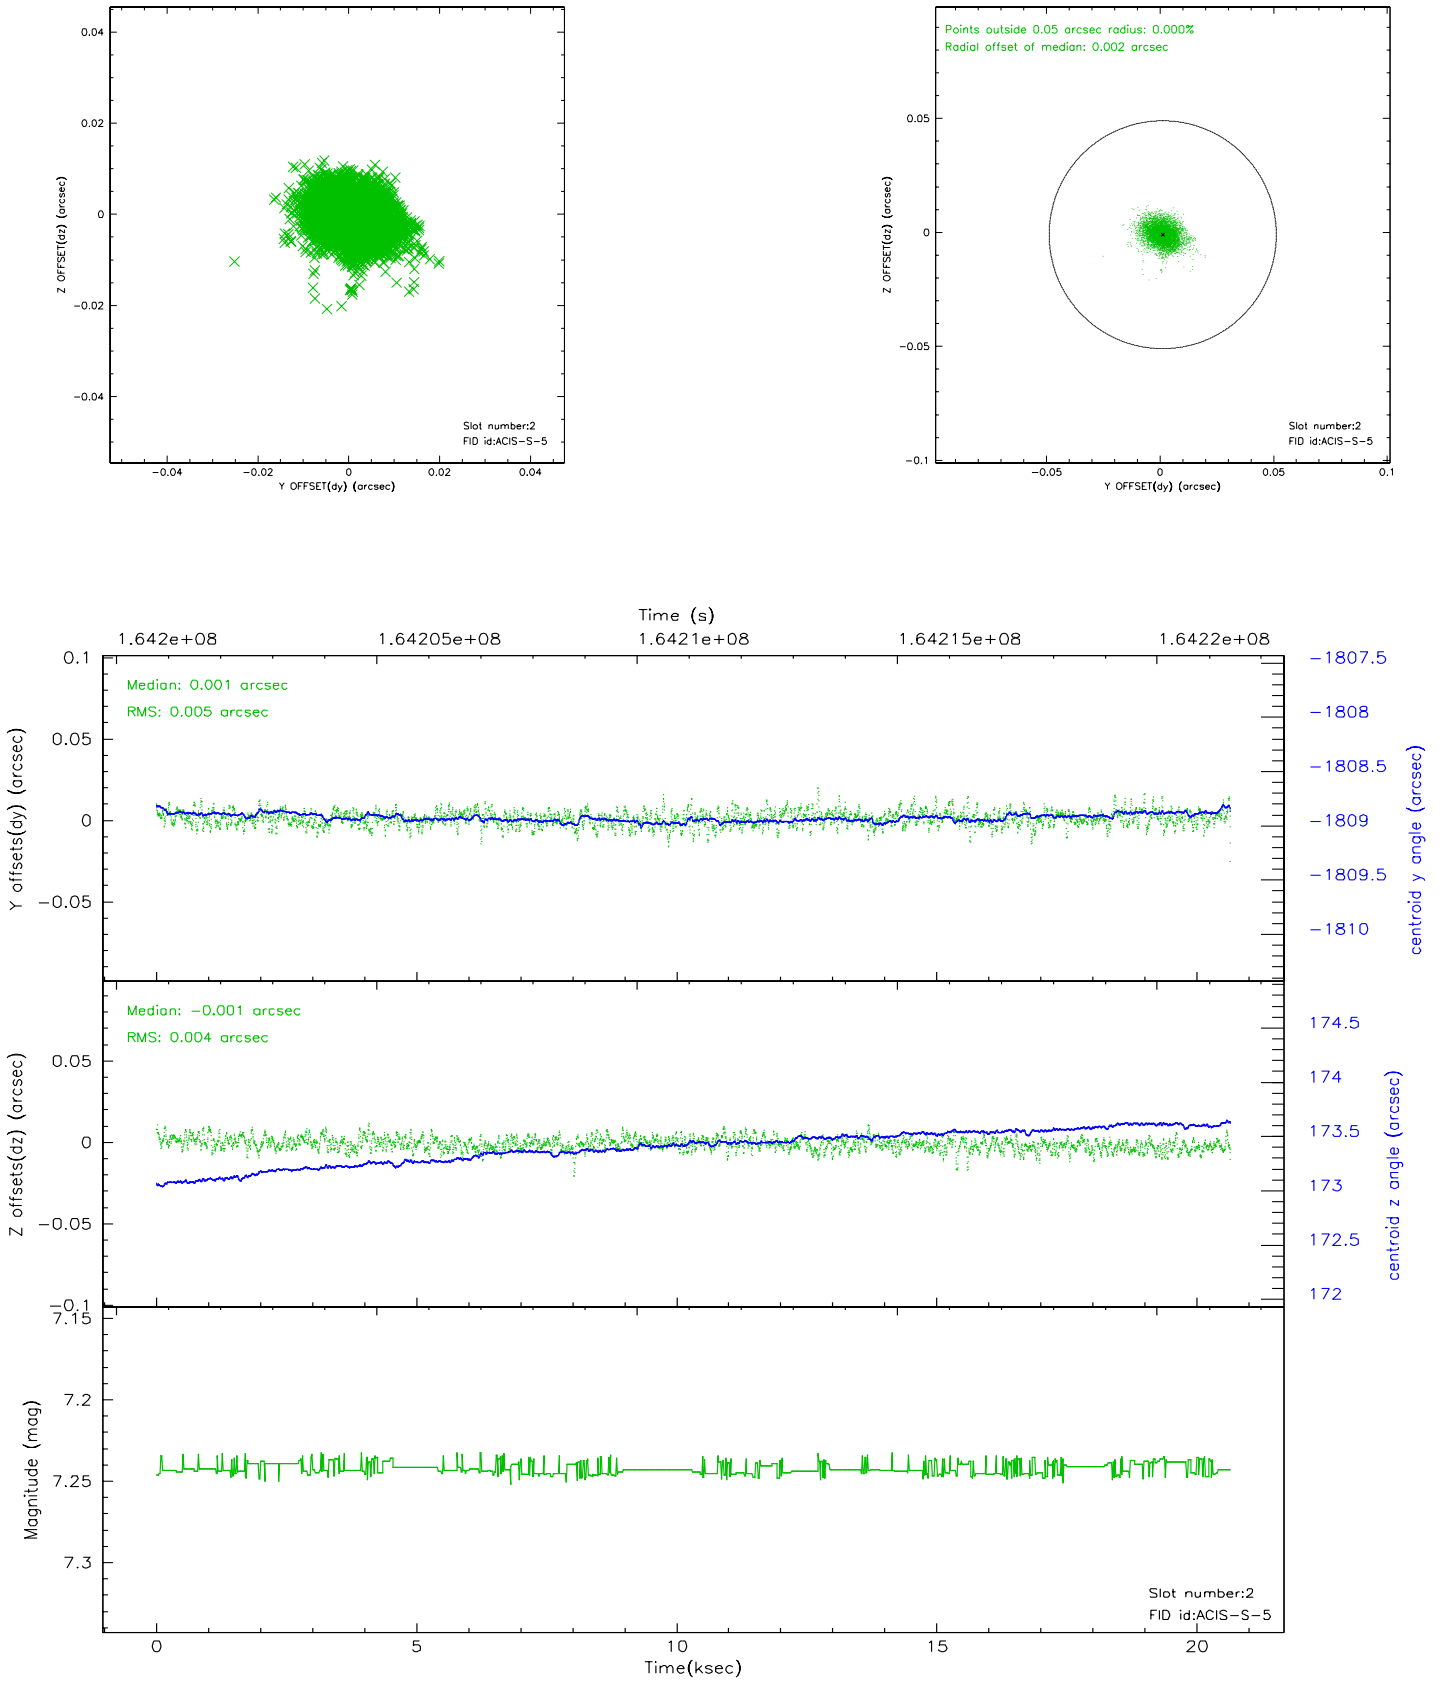 0.04
0.02
0
−0.02
−0.04
Z OFFSET(dz) (arcsec)
Slot number:2
FID id:ACIS−S−5
−0.04 −0.02 0 0.02 0.04
Y OFFSET(dy) (arcsec)
Points outside 0.05 arcsec radius: 0.000%
Radial offset of median: 0.002 arcsec
0.05
0
−0.05
−0.1
Z OFFSET(dz) (arcsec)
Slot number:2
FID id:ACIS−S−5
−0.05 0 0.05 0.1
Y OFFSET(dy) (arcsec)
Time (s)
1.642e+08 1.64205e+08 1.6421e+08 1.64215e+08 1.6422e+08
0.1
0.05
0
−0.05
Y offsets(dy) (arcsec)
Median: 0.001 arcsec
RMS: 0.005 arcsec
−1807.5
−1808
−1808.5
−1809
−1809.5
−1810
centroid y angle (arcsec)
0.05
0
−0.05
−0.1
Z offsets(dz) (arcsec)
Median: −0.001 arcsec
RMS: 0.004 arcsec
174.5
174
173.5
173
172.5
172
centroid z angle (arcsec)
7.15
7.2
7.25
7.3
Magnitude (mag)
Slot number:2
FID id:ACIS−S−5
0 5 10 15 20
Time(ksec)